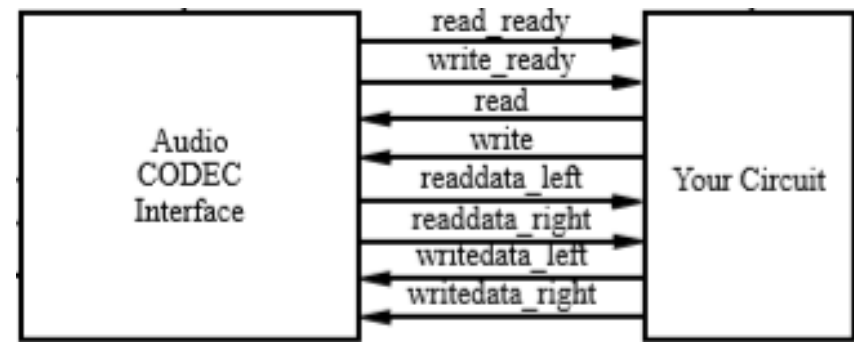 Audio
CODEC
Interface
read_ready
write_ready
read
write
readdata_left
readdata_right
writedata_left
writedata_right
Your Circuit